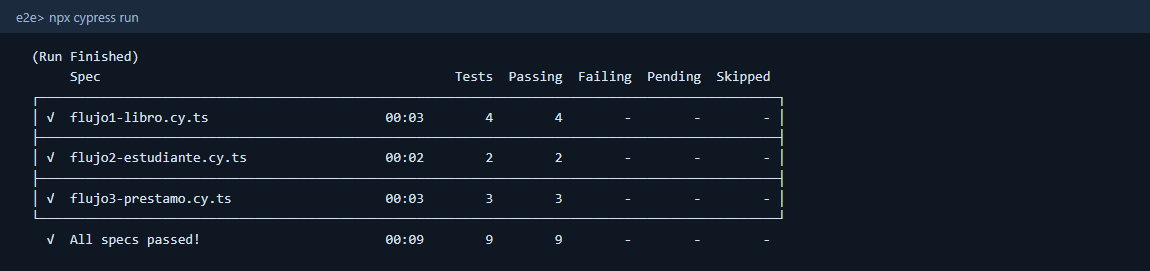 e2e> npx cypress run
(Run Finished)
Spec Tests Passing Failing Pending Skipped
√ flujo1-libro.cy.ts 00:03 4 4 - - -
√ flujo2-estudiante.cy.ts 00:02 2 2 - - -
√ flujo3-prestamo.cy.ts 00:03 3 3 - - -
√ All specs passed! 00:09 9 9 - - -